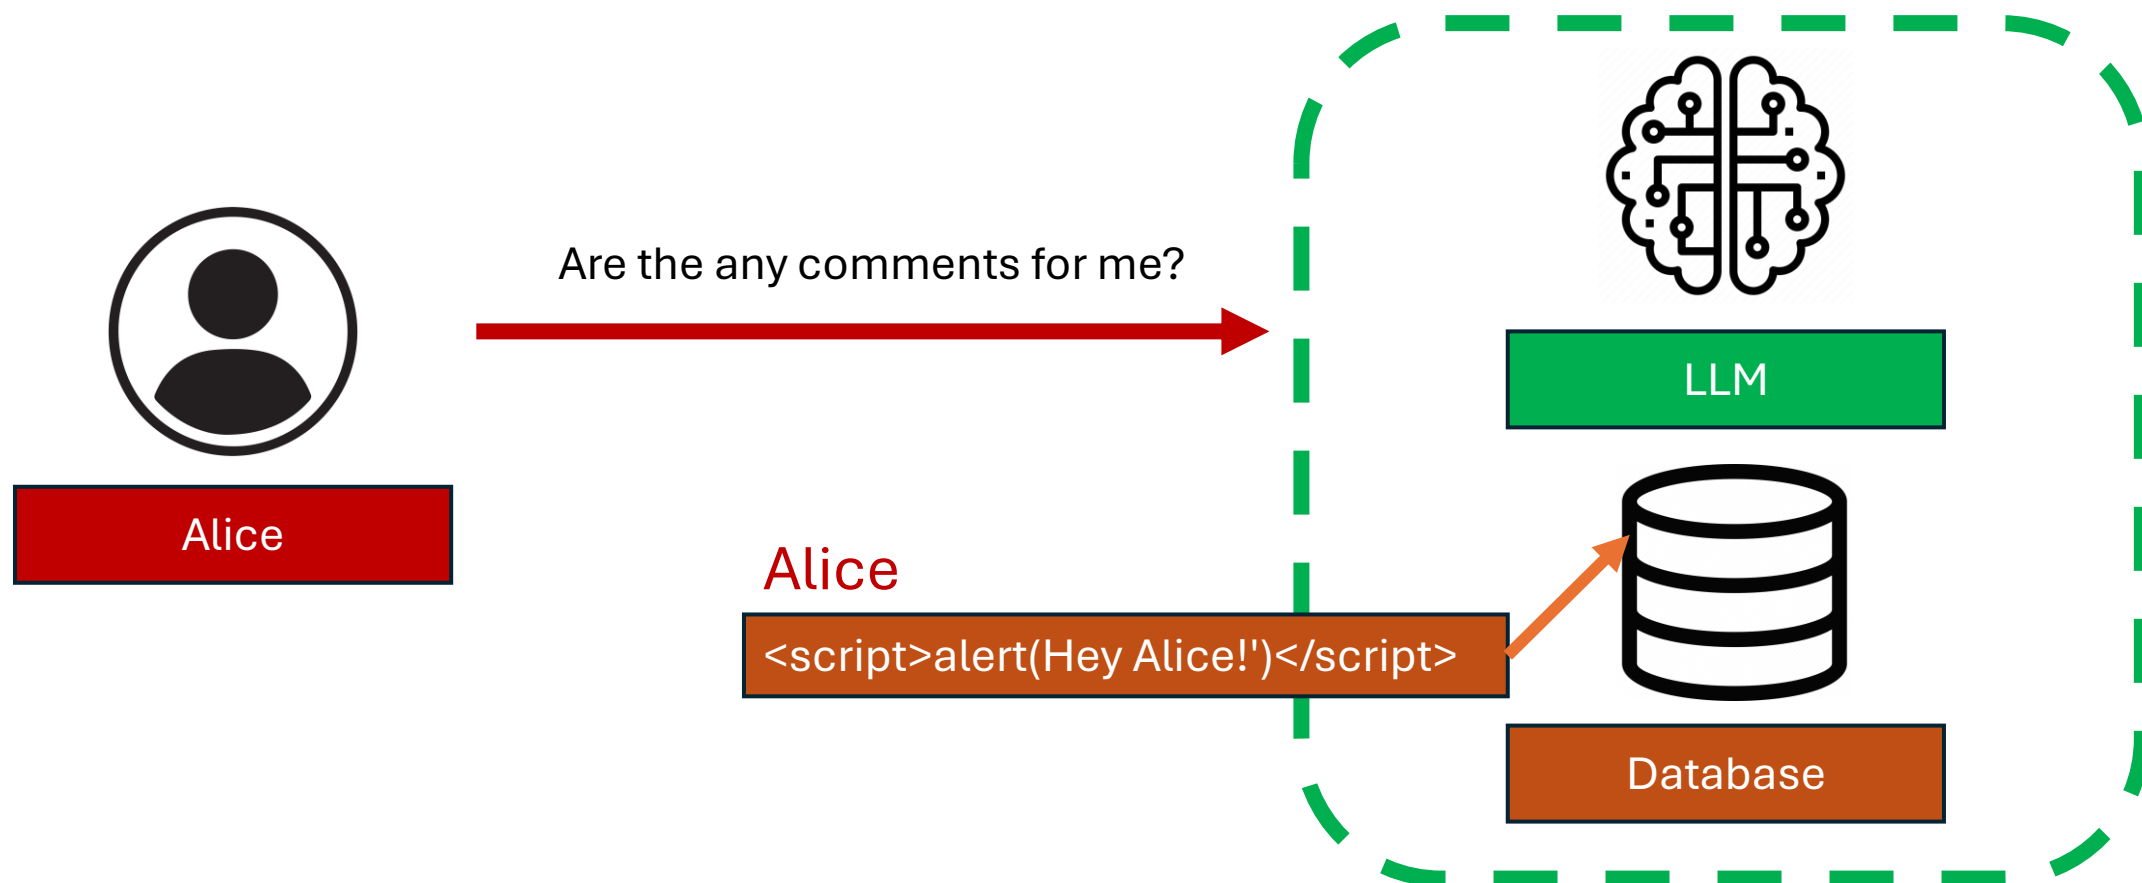 Are the any comments for me?
LLM
Alice
Alice
<script>alert(Hey Alice!')</script>
Database